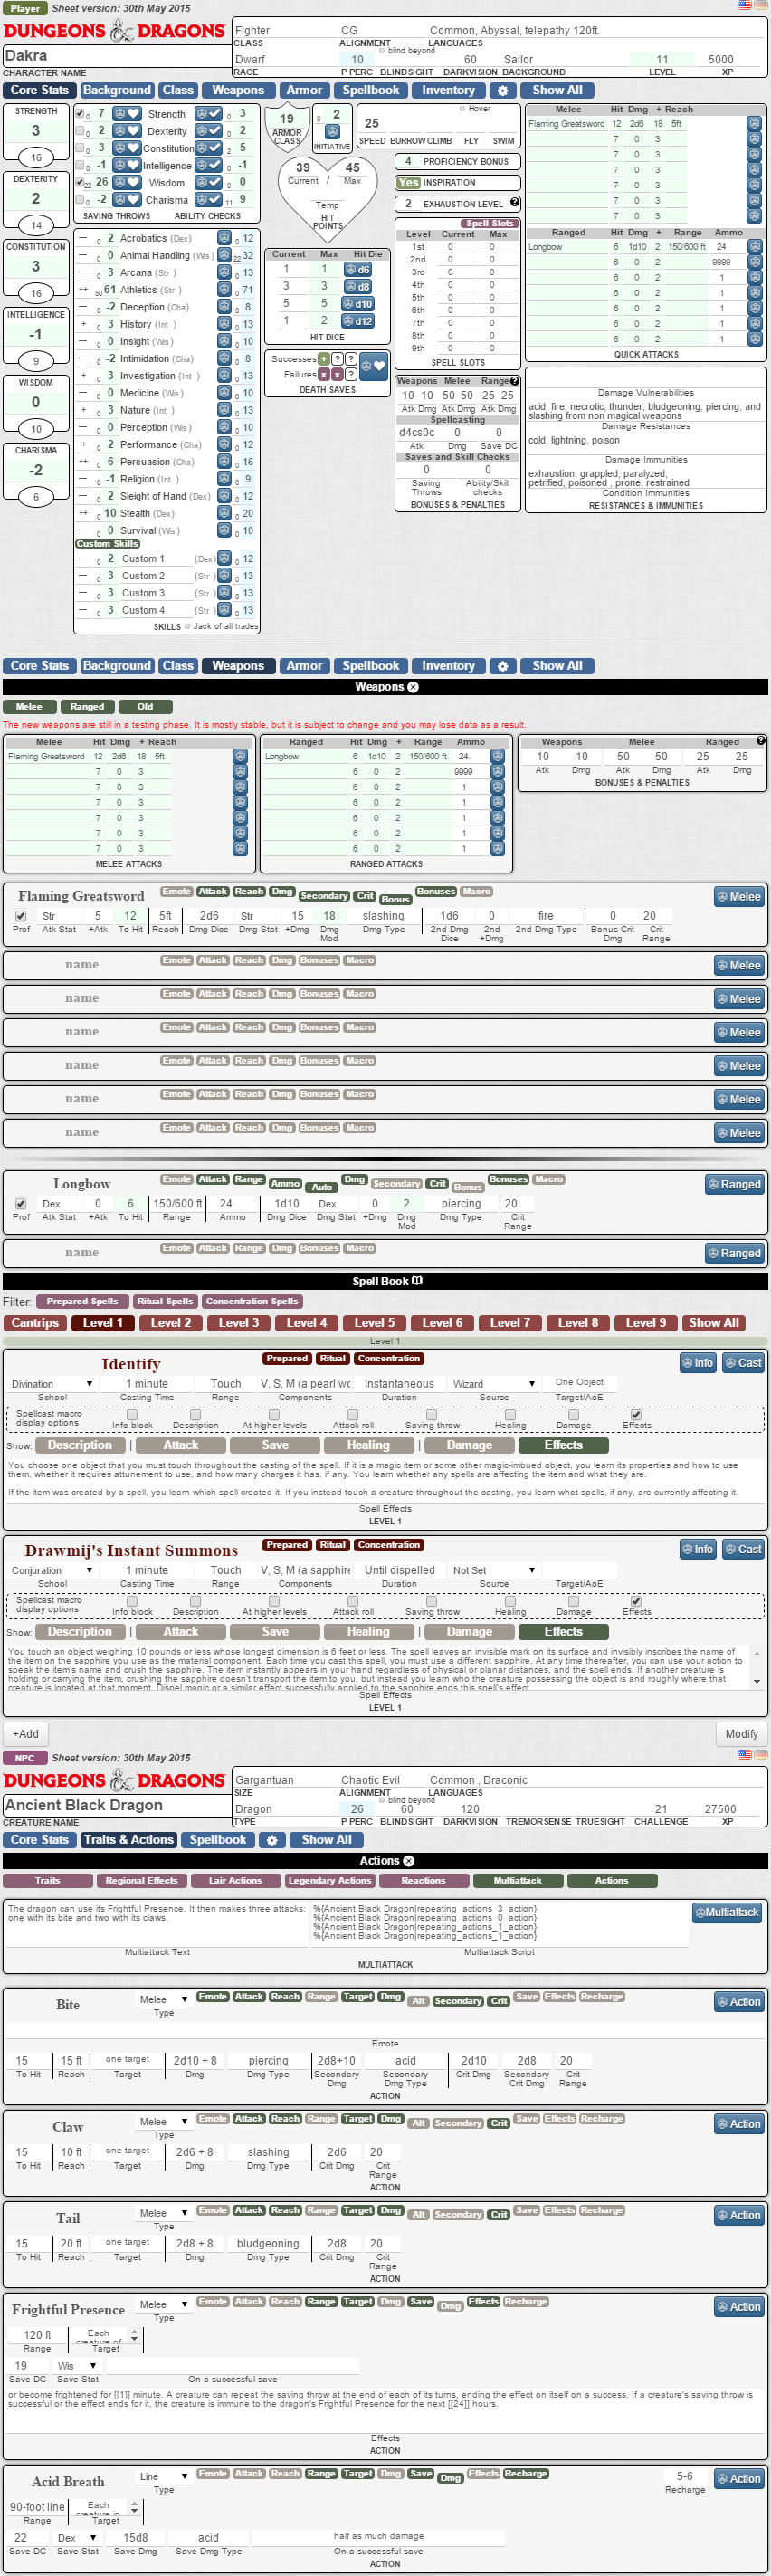 Player Sheet version: 30th May 2015
DUNGEONS & DRAGONS
Fighter CG Common, Abyssal, telepathy 120ft.
CLASS ALIGNMENT LANGUAGES
blind beyond
Dakra
Dwarf 10 60 Sailor 11 5000
CHARACTER NAME
RACE P PERC BLINDSIGHT DARKVISION BACKGROUND LEVEL XP
Core Stats Background Class Weapons Armor Spellbook Inventory Show All
STRENGTH
3
16
DEXTERITY
2
14
CONSTITUTION
3
16
INTELLIGENCE
-1
9
WISDOM
0
10
CHARISMA
-2
6
0 7 Strength 0 3
0 2 Dexterity 0 2
0 3 Constitution 2 5
0 -1 Intelligence 0 -1
22 26 Wisdom 0 0
0 -2 Charisma 11 9
SAVING THROWS ABILITY CHECKS
— 0 2 Acrobatics (Dex) 0 12
— 0 0 Animal Handling (Wis) 22 32
— 0 3 Arcana (Str) 0 13
++ 50 61 Athletics (Str) 0 71
— 0 -2 Deception (Cha) 0 8
+ 0 3 History (Int) 0 13
— 0 0 Insight (Wis) 0 10
— 0 -2 Intimidation (Cha) 0 8
+ 0 3 Investigation (Int) 0 13
— 0 0 Medicine (Wis) 0 10
+ 0 3 Nature (Int) 0 13
— 0 0 Perception (Wis) 0 10
+ 0 2 Performance (Cha) 0 12
++ 0 6 Persuasion (Cha) 0 16
— 0 -1 Religion (Int) 0 9
— 0 2 Sleight of Hand (Dex) 0 12
++ 0 10 Stealth (Dex) 0 20
— 0 0 Survival (Wis) 0 10
Custom Skills
— 0 2 Custom 1 (Dex) 0 12
— 0 3 Custom 2 (Str) 0 13
— 0 3 Custom 3 (Str) 0 13
— 0 3 Custom 4 (Str) 0 13
SKILLS Jack of all trades
19
ARMOR
CLASS
0 2
INITIATIVE
39 / 45
Current Max
Temp
HIT
POINTS
Current Max Hit Die
1 1 d6
3 3 d8
5 5 d10
1 2 d12
HIT DICE
Successes + ? ?
Failures x x ?
DEATH SAVES
Hover
25
SPEED BURROW CLIMB FLY SWIM
4 PROFICIENCY BONUS
Yes INSPIRATION
2 EXHAUSTION LEVEL
Spell Slots
Level Current Max
1st 0 0
2nd 0 0
3rd 0 0
4th 0 0
5th 0 0
6th 0 0
7th 0 0
8th 0 0
9th 0 0
SPELL SLOTS
Weapons Melee Range
10 10 50 50 25 25
Atk Dmg Atk Dmg Atk Dmg
Spellcasting
d4cs0c 0 0
Atk Dmg Save DC
Saves and Skill Checks
0 0
Saving Throws Ability/Skill checks
BONUSES & PENALTIES
Melee Hit Dmg + Reach
Flaming Greatsword 12 2d6 18 5ft
7 0 3
7 0 3
7 0 3
7 0 3
7 0 3
7 0 3
Ranged Hit Dmg + Range Ammo
Longbow 6 1d10 2 150/600 ft 24
6 0 2 9999
6 0 2 1
6 0 2 1
6 0 2 1
6 0 2 1
6 0 2 1
QUICK ATTACKS
Damage Vulnerabilities
acid, fire, necrotic, thunder; bludgeoning, piercing, and
slashing from non magical weapons
Damage Resistances
cold, lightning, poison
Damage Immunities
exhaustion, grappled, paralyzed,
petrified, poisoned , prone, restrained
Condition Immunities
RESISTANCES & IMMUNITIES
Core Stats Background Class Weapons Armor Spellbook Inventory Show All
Weapons
Melee Ranged Old
The new weapons are still in a testing phase. It is mostly stable, but it is subject to change and you may lose data as a result.
Melee Hit Dmg + Reach
Flaming Greatsword 12 2d6 18 5ft
7 0 3
7 0 3
7 0 3
7 0 3
7 0 3
7 0 3
MELEE ATTACKS
Ranged Hit Dmg + Range Ammo
Longbow 6 1d10 2 150/600 ft 24
6 0 2 9999
6 0 2 1
6 0 2 1
6 0 2 1
6 0 2 1
6 0 2 1
RANGED ATTACKS
Weapons Melee Ranged
10 10 50 50 25 25
Atk Dmg Atk Dmg Atk Dmg
BONUSES & PENALTIES
Flaming Greatsword Emote Attack Reach Dmg Secondary Crit Bonus Bonuses Macro Melee
Str 5 12 5ft 2d6 Str 15 18 slashing 1d6 0 fire 0 20
Prof Atk Stat +Atk To Hit Reach Dmg Dice Dmg Stat +Dmg Dmg Mod Dmg Type 2nd Dmg Dice 2nd +Dmg 2nd Dmg Type Bonus Crit Dmg Crit Range
name Emote Attack Reach Dmg Bonuses Macro Melee
name Emote Attack Reach Dmg Bonuses Macro Melee
name Emote Attack Reach Dmg Bonuses Macro Melee
name Emote Attack Reach Dmg Bonuses Macro Melee
name Emote Attack Reach Dmg Bonuses Macro Melee
name Emote Attack Reach Dmg Bonuses Macro Melee
Longbow Emote Attack Range Ammo Auto Dmg Secondary Crit Bonus Bonuses Macro Ranged
Dex 0 6 150/600 ft 24 1d10 Dex 0 2 piercing 20
Prof Atk Stat +Atk To Hit Range Ammo Dmg Dice Dmg Stat +Dmg Dmg Mod Dmg Type Crit Range
name Emote Attack Range Dmg Bonuses Macro Ranged
Spell Book
Filter: Prepared Spells Ritual Spells Concentration Spells
Cantrips Level 1 Level 2 Level 3 Level 4 Level 5 Level 6 Level 7 Level 8 Level 9 Show All
Level 1
Identify Prepared Ritual Concentration Info Cast
Divination 1 minute Touch V, S, M (a pearl wo Instantaneous Wizard One Object
School Casting Time Range Components Duration Source Target/AoE
Spellcast macro display options Info block Description At higher levels Attack roll Saving throw Healing Damage Effects
Show: Description | Attack Save Healing | Damage Effects
You choose one object that you must touch throughout the casting of the spell. If it is a magic item or some other magic-imbued object, you learn its properties and how to use
them, whether it requires attunement to use, and how many charges it has, if any. You learn whether any spells are affecting the item and what they are.
If the item was created by a spell, you learn which spell created it. If you instead touch a creature throughout the casting, you learn what spells, if any, are currently affecting it.
Spell Effects
LEVEL 1
Drawmij's Instant Summons Prepared Ritual Concentration Info Cast
Conjuration 1 minute Touch V, S, M (a sapphire Until dispelled Not Set
School Casting Time Range Components Duration Source Target/AoE
Spellcast macro display options Info block Description At higher levels Attack roll Saving throw Healing Damage Effects
Show: Description | Attack Save Healing | Damage Effects
You touch an object weighing 10 pounds or less whose longest dimension is 6 feet or less. The spell leaves an invisible mark on its surface and invisibly inscribes the name of
the item on the sapphire you use as the material component. Each time you cast this spell, you must use a different sapphire. At any time thereafter, you can use your action to
speak the item's name and crush the sapphire. The item instantly appears in your hand regardless of physical or planar distances, and the spell ends. If another creature is
holding or carrying the item, crushing the sapphire doesn't transport the item to you, but instead you learn who the creature possessing the object is and roughly where that
creature is located at that moment. Dispel magic or a similar effect successfully applied to the sapphire ends this spell's effect.
Spell Effects
LEVEL 1
+Add Modify
NPC Sheet version: 30th May 2015
DUNGEONS & DRAGONS
Gargantuan Chaotic Evil Common , Draconic
SIZE ALIGNMENT LANGUAGES
blind beyond
Ancient Black Dragon
Dragon 26 60 120 21 27500
CREATURE NAME
TYPE P PERC BLINDSIGHT DARKVISION TREMORSENSE TRUESIGHT CHALLENGE XP
Core Stats Traits & Actions Spellbook Show All
Actions
Traits Regional Effects Lair Actions Legendary Actions Reactions Multiattack Actions
The dragon can use its Frightful Presence. It then makes three attacks:
one with its bite and two with its claws.
Multiattack Text
%{Ancient Black Dragon|repeating_actions_3_action}
%{Ancient Black Dragon|repeating_actions_0_action}
%{Ancient Black Dragon|repeating_actions_1_action}
%{Ancient Black Dragon|repeating_actions_1_action}
Multiattack Script
Multiattack
MULTIATTACK
Bite Melee Emote Attack Reach Range Target Dmg Alt Secondary Crit Save Effects Recharge Action
Type
Emote
15 15 ft one target 2d10 + 8 piercing 2d8+10 acid 2d10 2d8 20
To Hit Reach Target Dmg Dmg Type Secondary Dmg Secondary Dmg Type Crit Dmg Secondary Crit Dmg Crit Range
ACTION
Claw Melee Emote Attack Reach Range Target Dmg Alt Secondary Crit Save Effects Recharge Action
Type
15 10 ft one target 2d6 + 8 slashing 2d6 20
To Hit Reach Target Dmg Dmg Type Crit Dmg Crit Range
ACTION
Tail Melee Emote Attack Reach Range Target Dmg Alt Secondary Crit Save Effects Recharge Action
Type
15 20 ft one target 2d8 + 8 bludgeoning 2d8 20
To Hit Reach Target Dmg Dmg Type Crit Dmg Crit Range
ACTION
Frightful Presence Melee Emote Attack Reach Range Target Dmg Save Dmg Effects Recharge Action
Type
120 ft Each creature of
Range Target
19 Wis
Save DC Save Stat On a successful save
or become frightened for [[1]] minute. A creature can repeat the saving throw at the end of each of its turns, ending the effect on itself on a success. If a creature's saving throw is
successful or the effect ends for it, the creature is immune to the dragon's Frightful Presence for the next [[24]] hours.
Effects
ACTION
Acid Breath Line Emote Attack Reach Range Target Dmg Save Dmg Effects Recharge 5-6 Action
Type Recharge
90-foot line Each creature in
Range Target
22 Dex 15d8 acid half as much damage
Save DC Save Stat Save Dmg Save Dmg Type On a successful save
ACTION